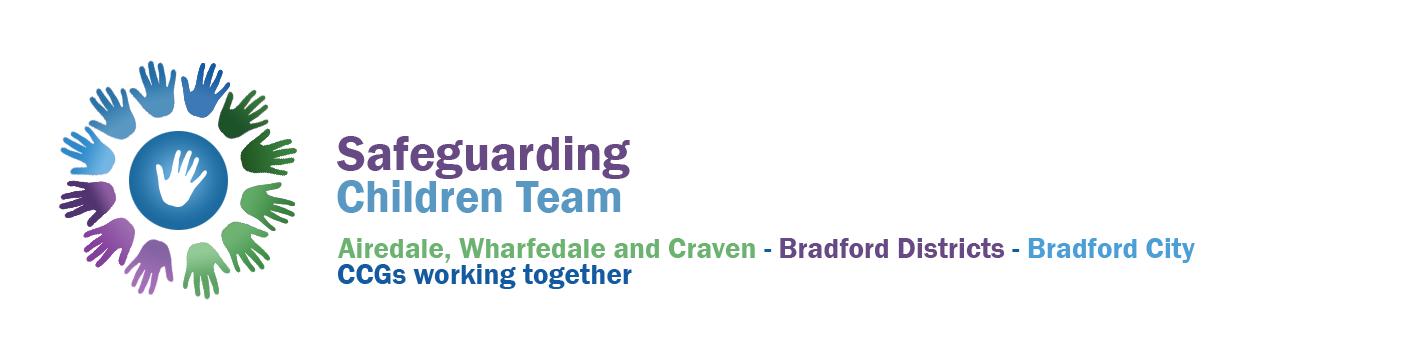 Safeguarding
Children Team
Airedale, Wharfedale and Craven - Bradford Districts - Bradford City
CCGs working together